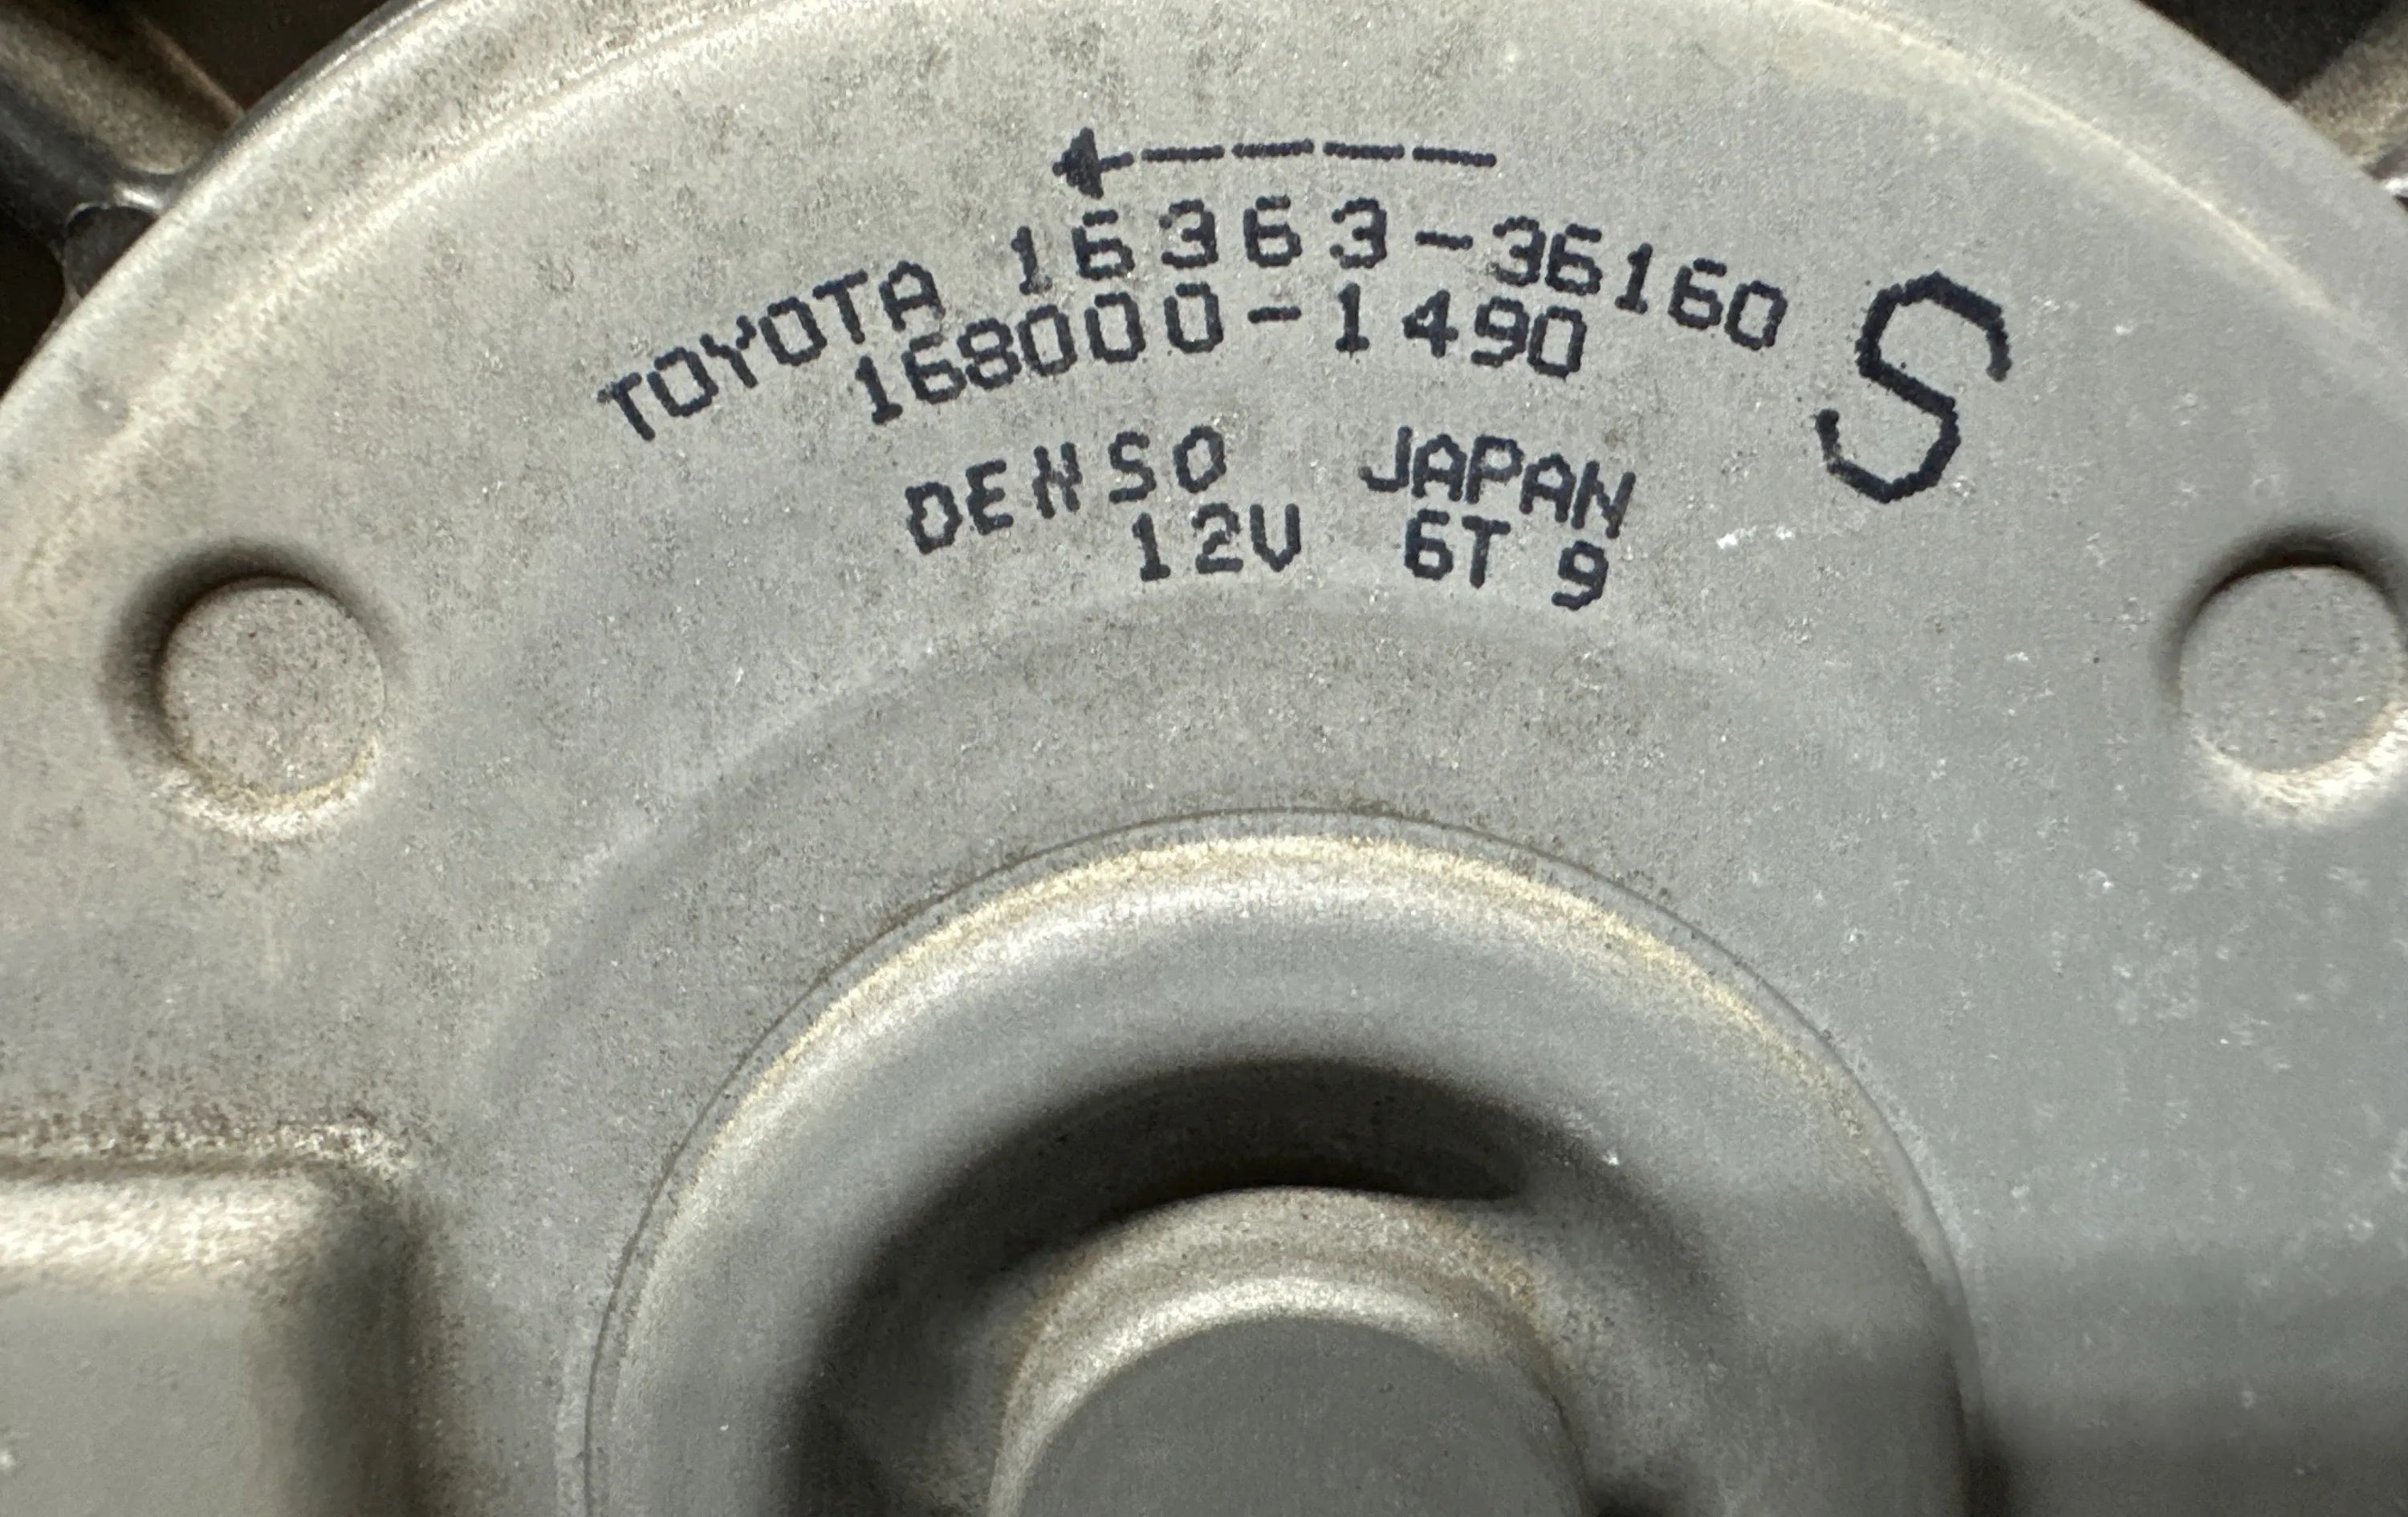 TOYOTA 16363-36160
S
168000-1490
DENSO JAPAN
12V 6T 9